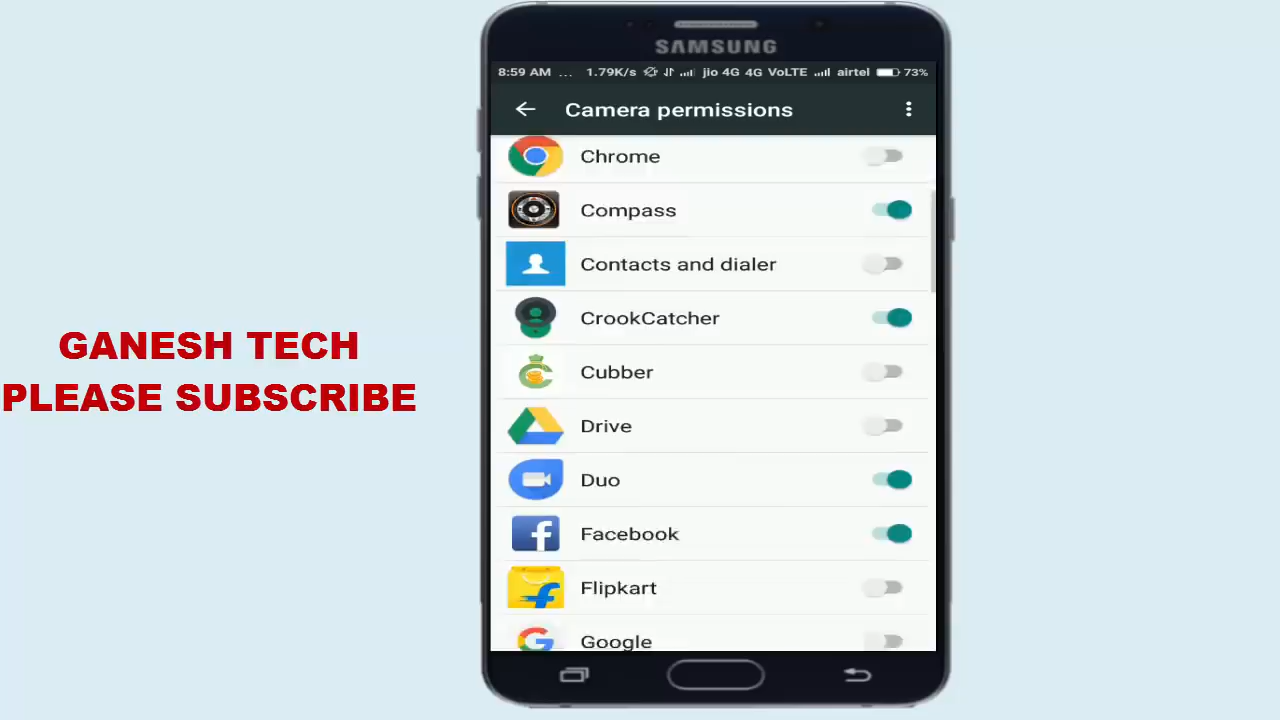 SAMSUNG
8:59 AM ... 1.79K/s jio 4G 4G VoLTE airtel 73%
Camera permissions
Chrome
Compass
Contacts and dialer
CrookCatcher
Cubber
Drive
Duo
Facebook
Flipkart
Google
GANESH TECH
PLEASE SUBSCRIBE